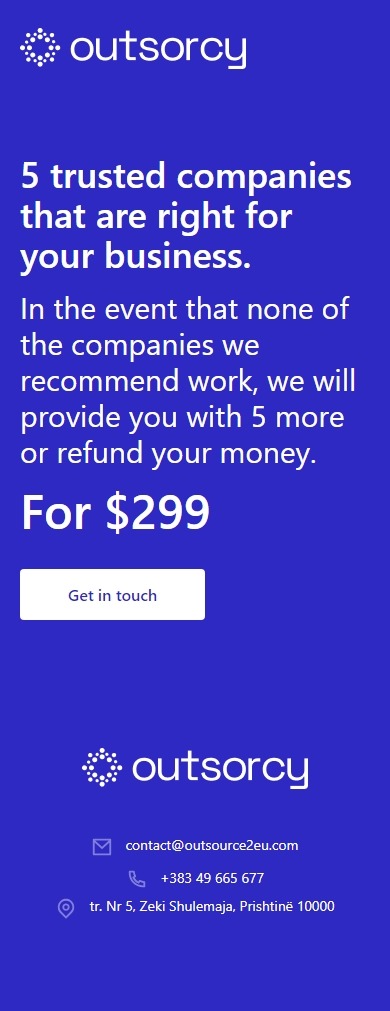 outsorcy
5 trusted companies
that are right for
your business.
In the event that none of
the companies we
recommend work, we will
provide you with 5 more
or refund your money.
For $299
Get in touch
outsorcy
contact@outsource2eu.com
+383 49 665 677
tr. Nr 5, Zeki Shulemaja, Prishtinë 10000